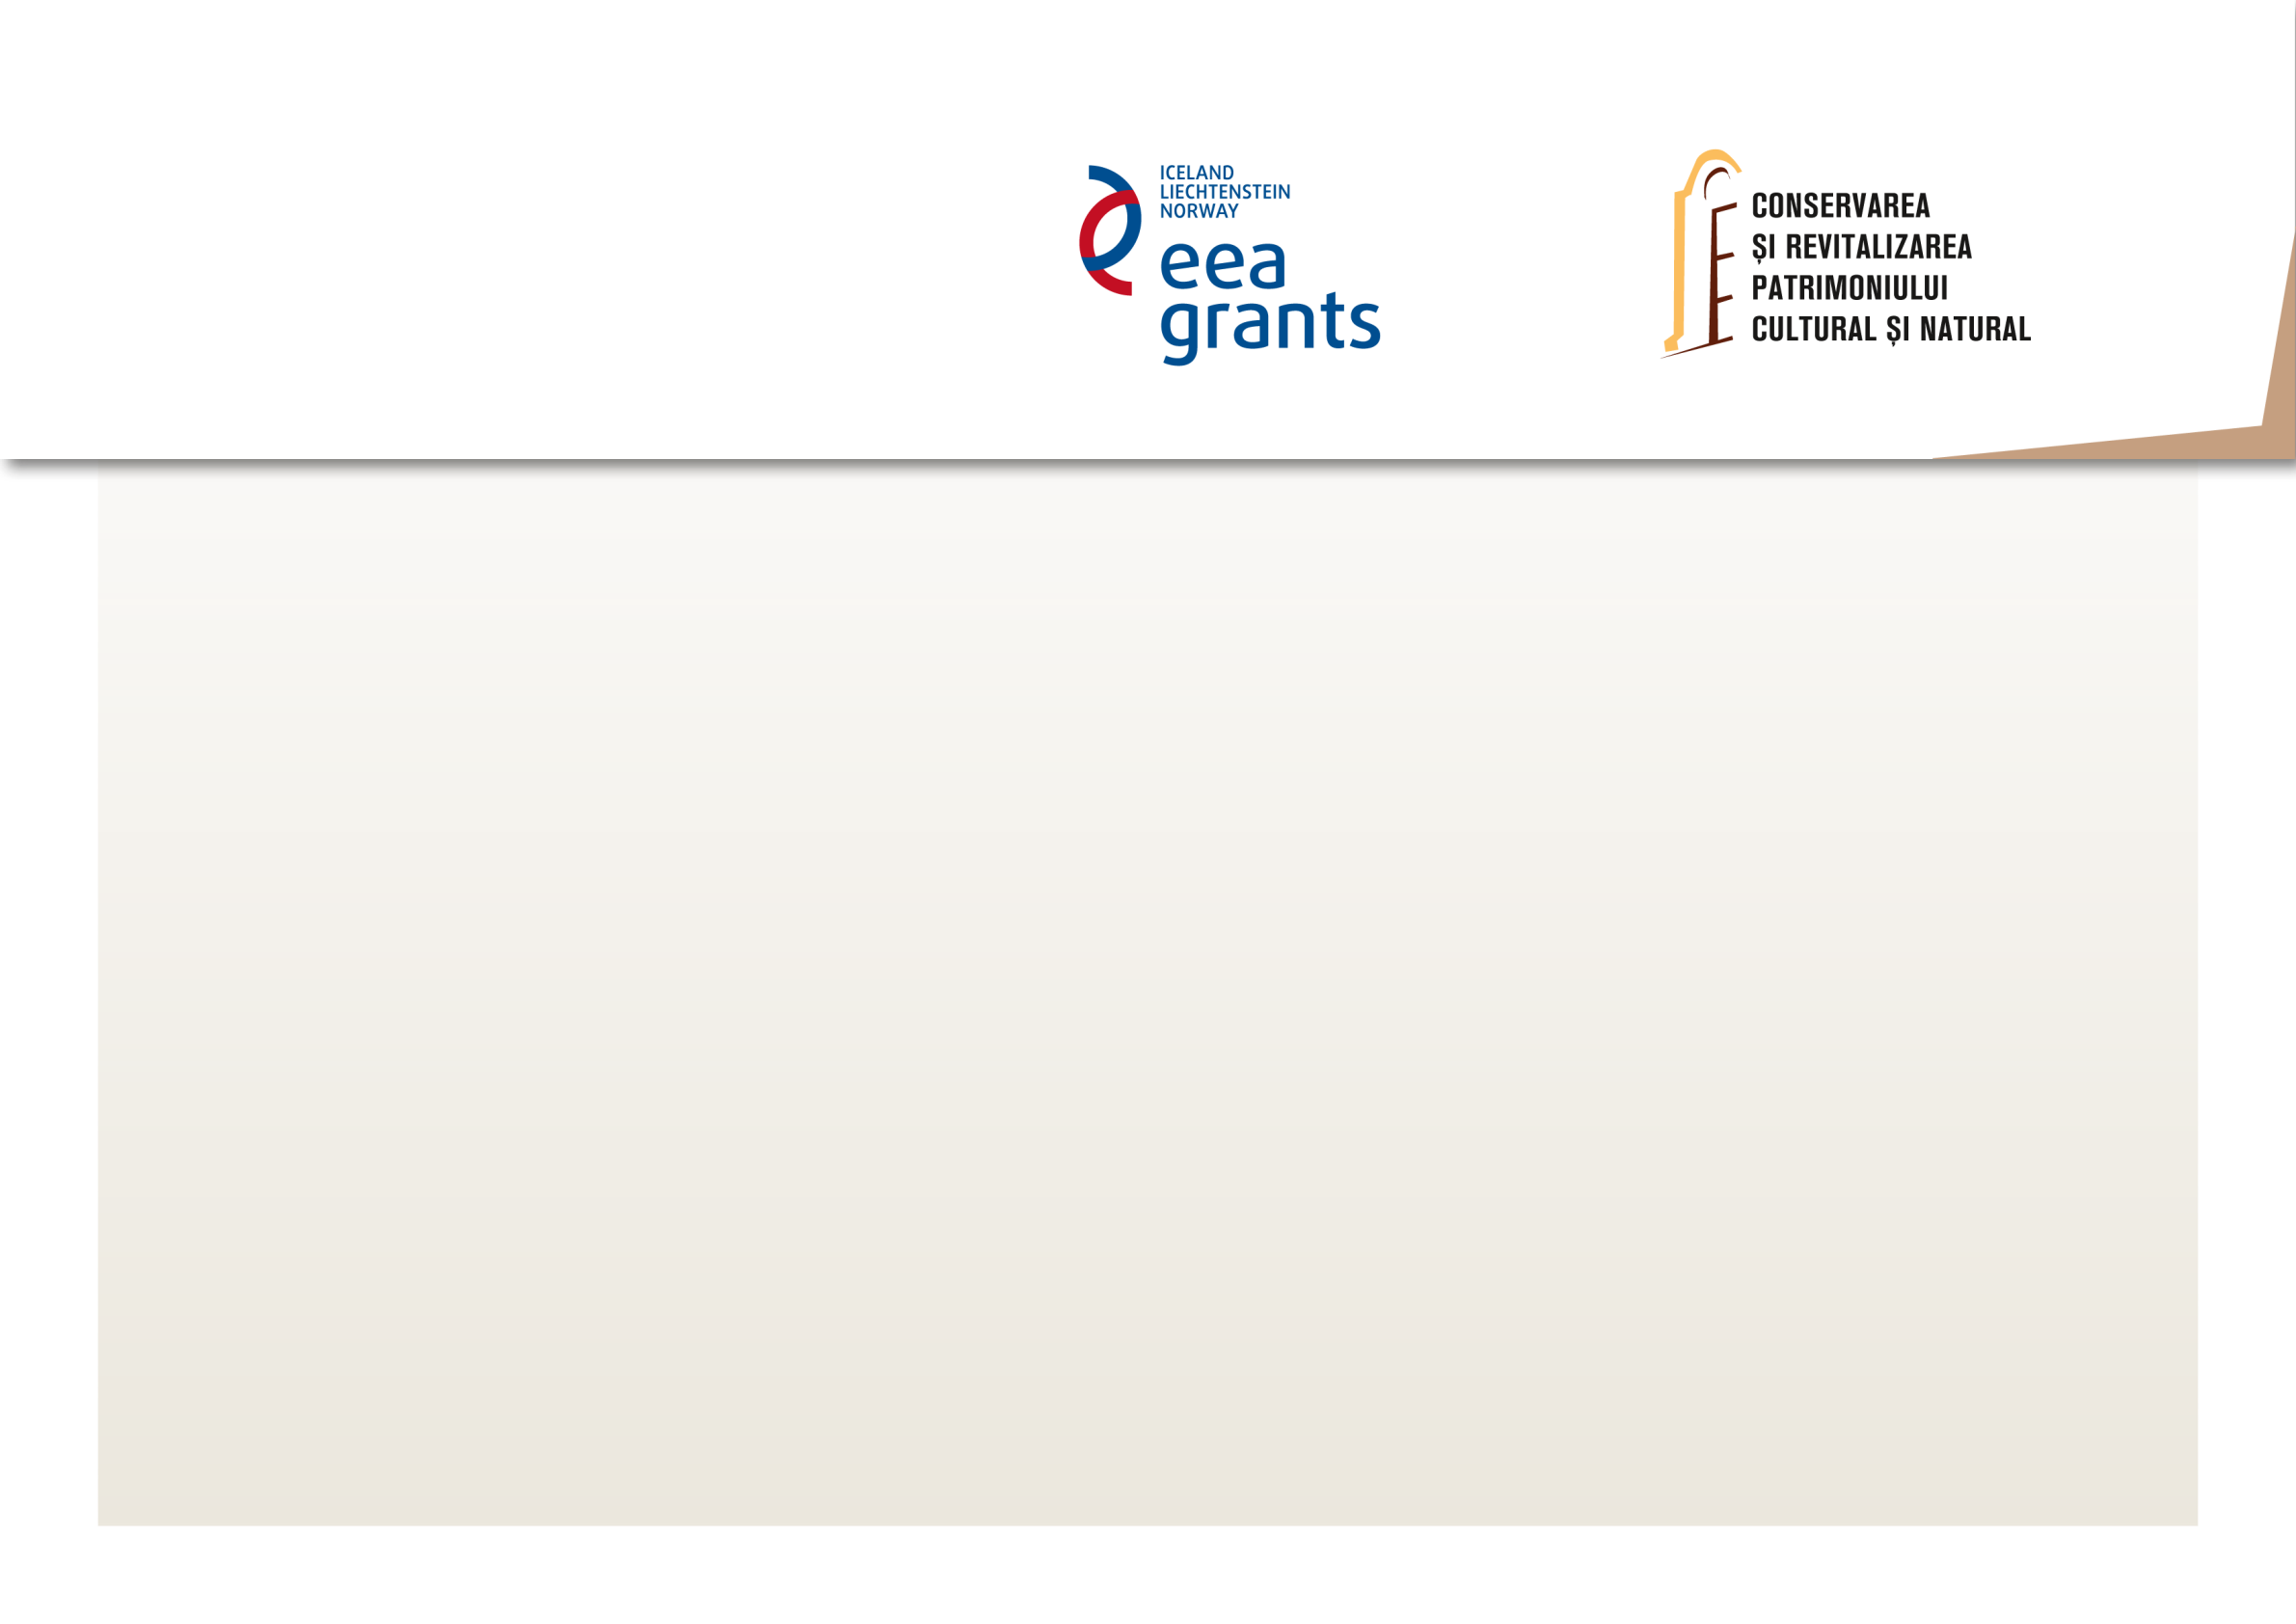 ICELAND
LIECHTENSTEIN
NORWAY
eea
grants
CONSERVAREA
ȘI REVITALIZAREA
PATRIMONIULUI
CULTURAL ȘI NATURAL